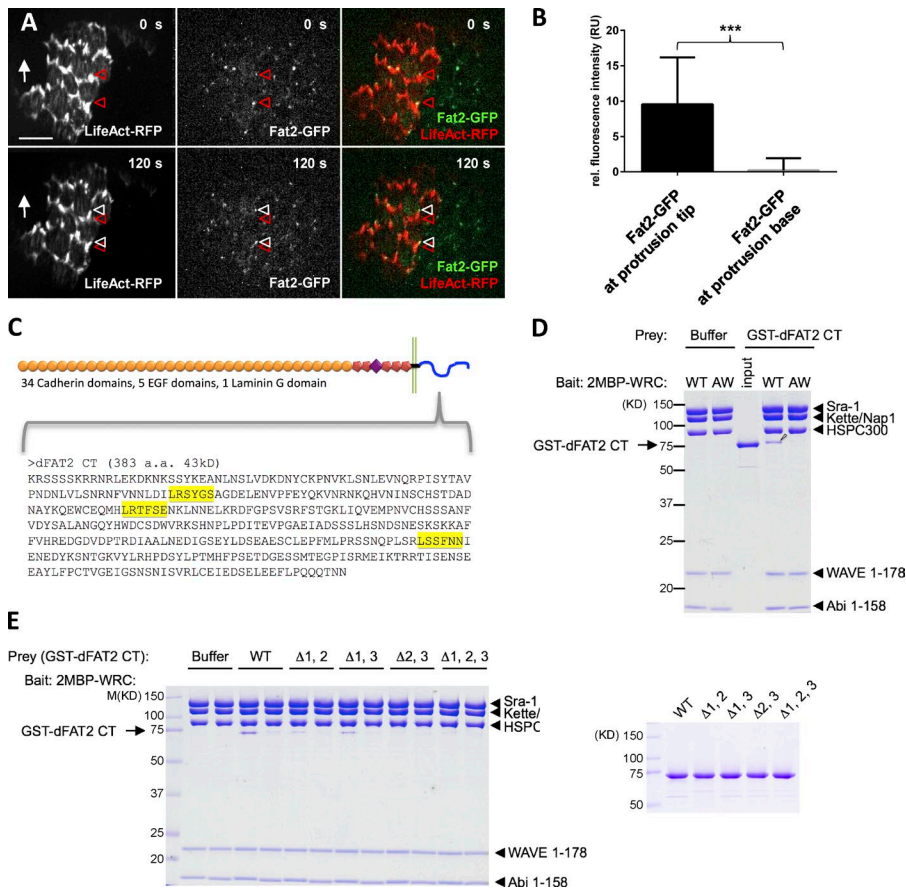 A
0 s
LifeAct-RFP
0 s
Fat2-GFP
0 s
Fat2-GFP
LifeAct-RFP
120 s
LifeAct-RFP
120 s
Fat2-GFP
120 s
Fat2-GFP
LifeAct-RFP
B
rel. fluorescence intensity (RU)
20
15
10
5
0
***
Fat2-GFP
at protrusion tip
Fat2-GFP
at protrusion base
C
34 Cadherin domains, 5 EGF domains, 1 Laminin G domain
>dFAT2 CT (383 a.a. 43kD)
KRSSSSKRRNRLEKDKNKSSYKEANLNSLVDKDNYCKPNVKLSNLEVNQRPISYTAV
PNDNLVLSNRNFVNNLDILRSYGSAGDELENVPFEYQKVNRNKQHVNINSCHSTDAD
NAYKQEWCEQMHLRTFSENKLNNELKRDFGPSVSRFSTGKLIQVEMPNVCHSSSANF
VDYSALANGQYHWDCSDWVRKSHNPLPDITEVPGAEIADSSSLHSNDSNESKSKKAF
FVHREDGDVDPTRDIAALNEDIGSEYLDSEAESCLEPFMLPRSSNQPLSRLSSFNNI
ENEDYKSNTGKVYLRHPDSYLPTMHFPSETDGESSMTEGPISRMEIKTRRTISENSE
EAYLFPCTVGEIGSNSNISVRLCEIEDSELEEFLPQQQTNN
D
Prey: Buffer GST-dFAT2 CT
input
Bait: 2MBP-WRC: WT AW WT AW
(KD) 150 Sra-1
100 Kette/Nap1
HSPC300
GST-dFAT2 CT 75
50
37
25
WAVE 1-178
20
Abi 1-158
E
Prey (GST-dFAT2 CT): Buffer WT Δ1, 2 Δ1, 3 Δ2, 3 Δ1, 2, 3
Bait: 2MBP-WRC:
M(KD) 150 Sra-1
100 Kette/
HSPC
GST-dFAT2 CT 75
50
37
25
WAVE 1-178
20
Abi 1-158
WT Δ1, 2 Δ1, 3 Δ2, 3 Δ1, 2, 3
(KD) 150
100
75
50